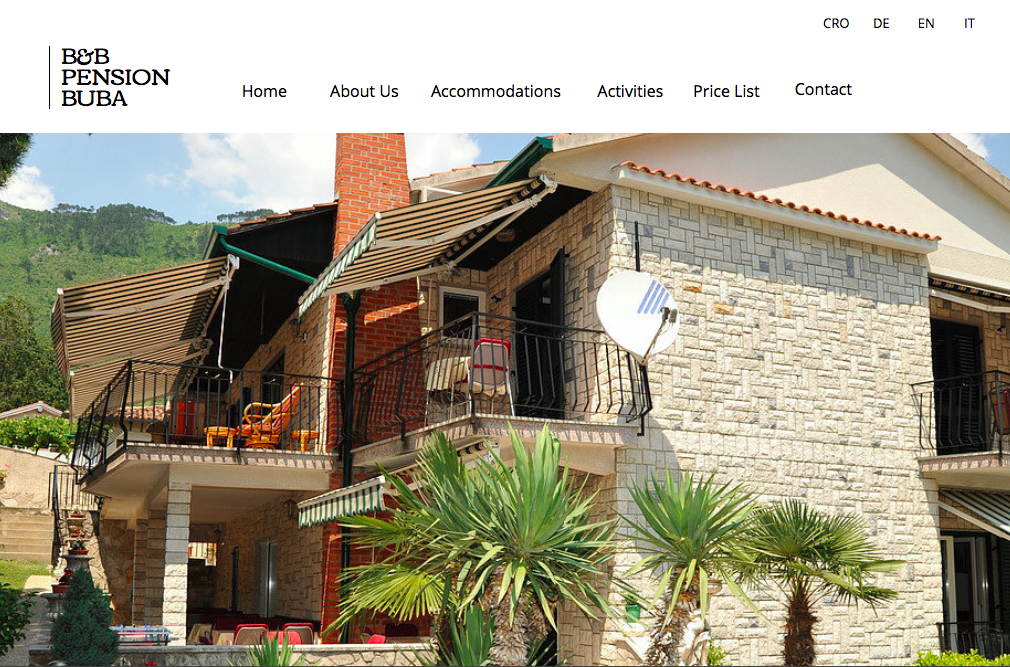 CRO DE EN IT
B&B
PENSION
BUBA
Home About Us Accommodations Activities Price List Contact